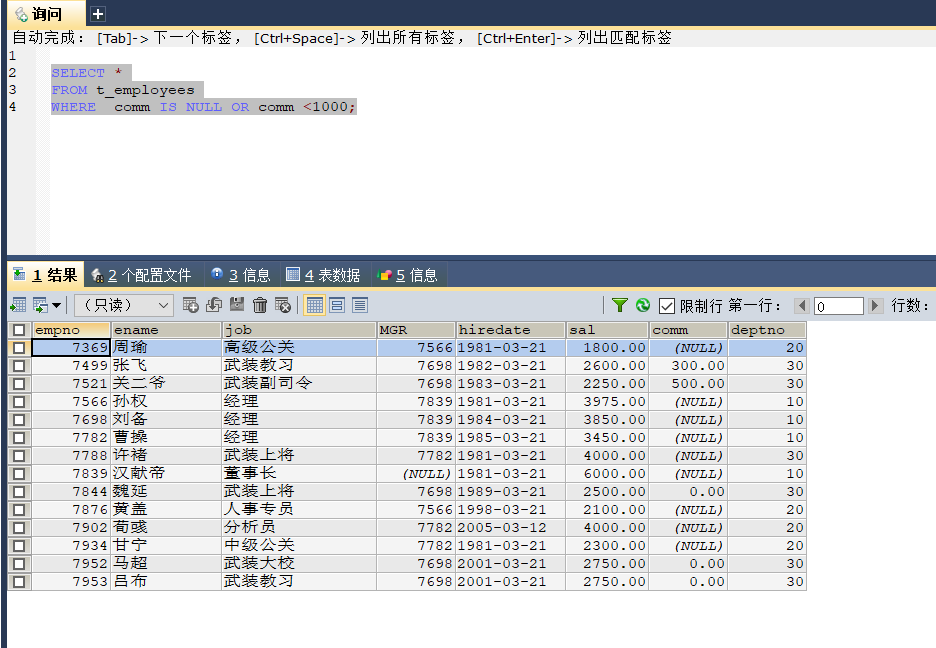 询问
自动完成： [Tab]-> 下一个标签， [Ctrl+Space]-> 列出所有标签， [Ctrl+Enter]-> 列出匹配标签
1
2 SELECT *
3 FROM t_employees
4 WHERE comm IS NULL OR comm <1000;
1 结果 2 个配置文件 3 信息 4 表数据 5 信息
（只读） 限制行 第一行： 0 行数：
empno ename job MGR hiredate sal comm deptno
7369 周瑜 高级公关 7566 1981-03-21 1800.00 (NULL) 20
7499 张飞 武装教习 7698 1982-03-21 2600.00 300.00 30
7521 关二爷 武装副司令 7698 1983-03-21 2250.00 500.00 30
7566 孙权 经理 7839 1981-03-21 3975.00 (NULL) 10
7698 刘备 经理 7839 1984-03-21 3850.00 (NULL) 10
7782 曹操 经理 7839 1985-03-21 3450.00 (NULL) 10
7788 许褚 武装上将 7782 1981-03-21 4000.00 (NULL) 30
7839 汉献帝 董事长 (NULL) 1981-03-21 6000.00 (NULL) 10
7844 魏延 武装上将 7698 1989-03-21 2500.00 0.00 30
7876 黄盖 人事专员 7566 1998-03-21 2100.00 (NULL) 20
7902 荀彧 分析员 7782 2005-03-12 4000.00 (NULL) 20
7934 甘宁 中级公关 7782 1981-03-21 2300.00 (NULL) 20
7952 马超 武装大校 7698 2001-03-21 2750.00 0.00 30
7953 吕布 武装教习 7698 2001-03-21 2750.00 0.00 30